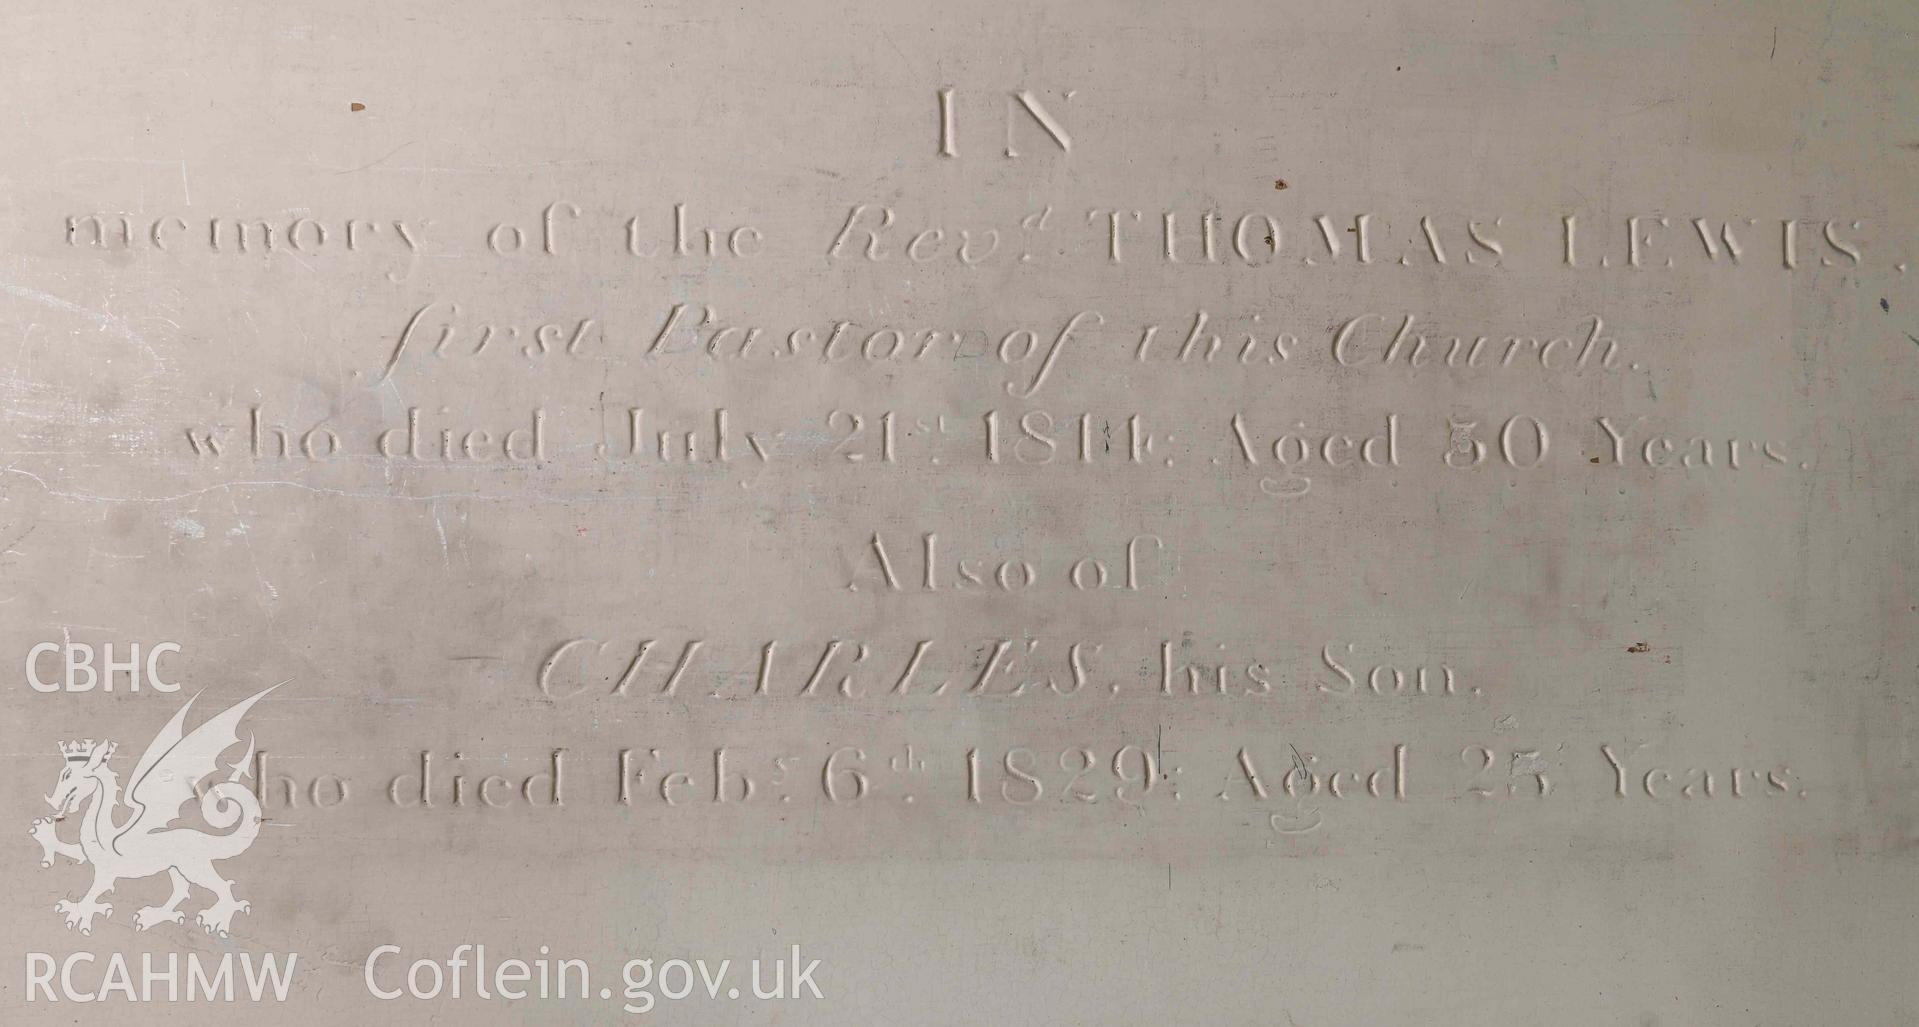 IN
memory of the Revd. THOMAS LEWIS.
first Pastor of this Church.
who died July 21st. 1814: Aged 50 Years.
Also of
CHARLES, his Son.
who died Feby. 6th. 1829: Aged 25 Years.
CBHC
RCAHMW Coflein.gov.uk